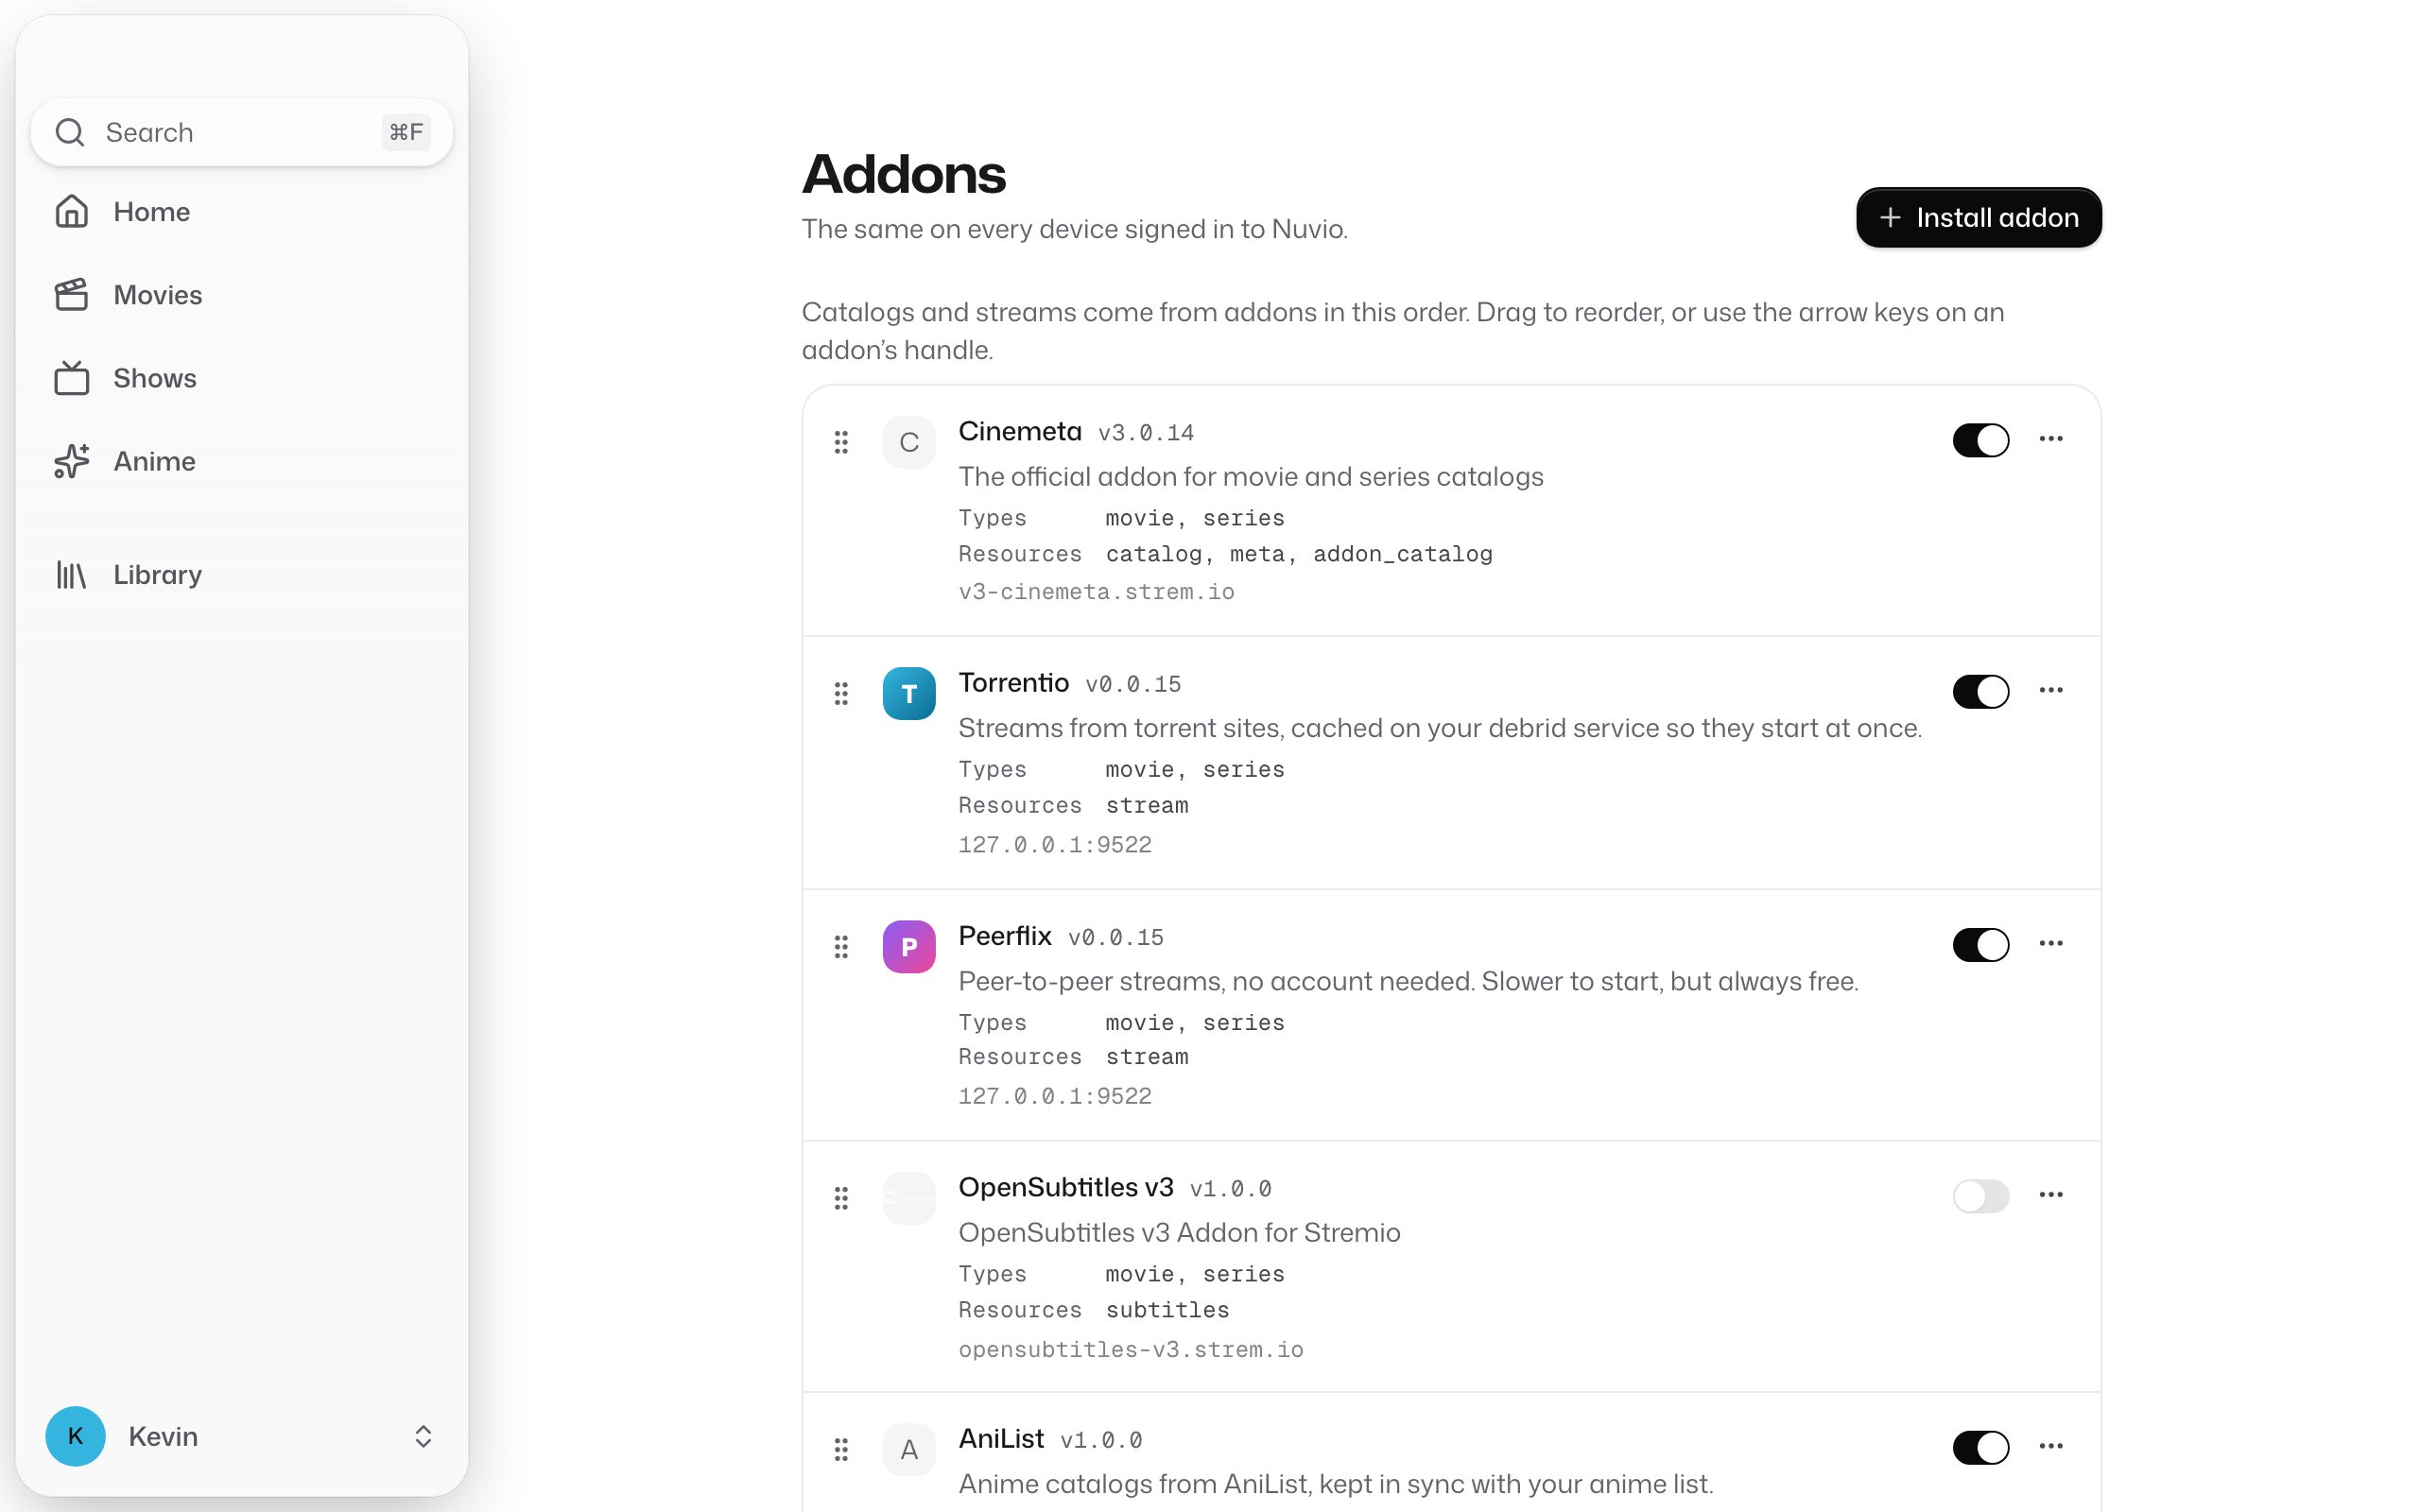 Search ⌘F
Home
Movies
Shows
Anime
Library
K Kevin
Addons
The same on every device signed in to Nuvio.
+ Install addon
Catalogs and streams come from addons in this order. Drag to reorder, or use the arrow keys on an
addon’s handle.
C Cinemeta v3.0.14
The official addon for movie and series catalogs
Types movie, series
Resources catalog, meta, addon_catalog
v3-cinemeta.strem.io
T Torrentio v0.0.15
Streams from torrent sites, cached on your debrid service so they start at once.
Types movie, series
Resources stream
127.0.0.1:9522
P Peerflix v0.0.15
Peer-to-peer streams, no account needed. Slower to start, but always free.
Types movie, series
Resources stream
127.0.0.1:9522
OpenSubtitles v3 v1.0.0
OpenSubtitles v3 Addon for Stremio
Types movie, series
Resources subtitles
opensubtitles-v3.strem.io
A AniList v1.0.0
Anime catalogs from AniList, kept in sync with your anime list.